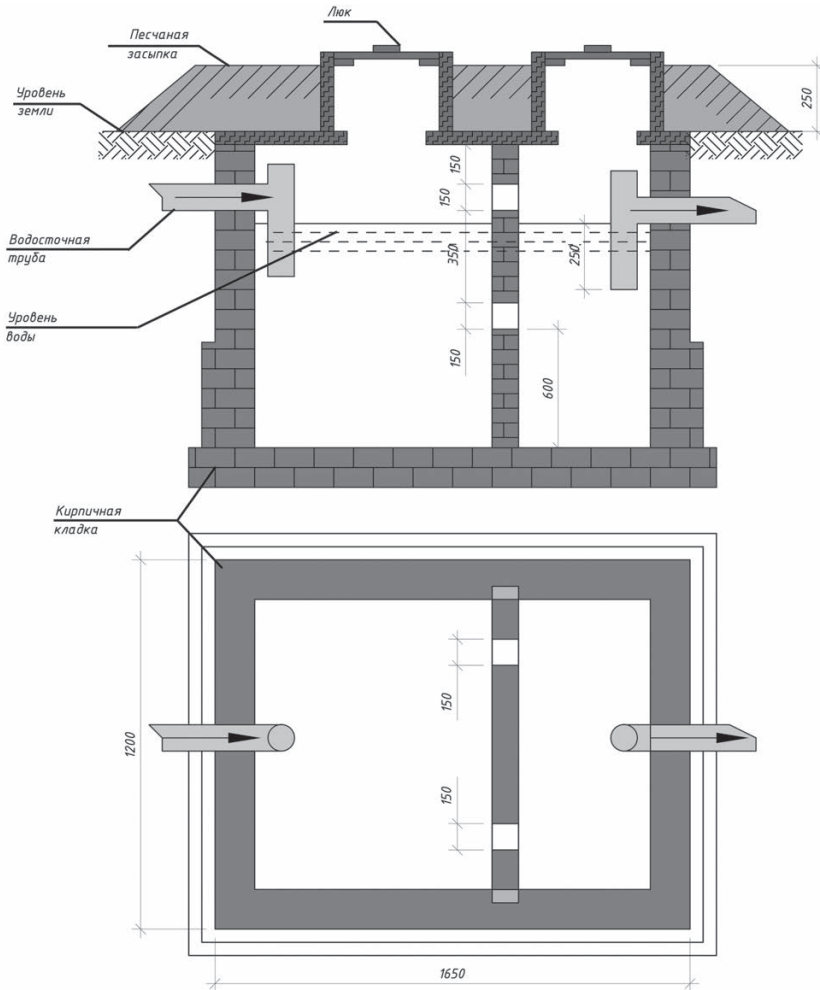 Люк
Песчаная
засыпка
Уровень
земли
250
150
150
Водосточная
труба
350
250
Уровень
воды
150
600
Кирпичная
кладка
150
1200
150
1650